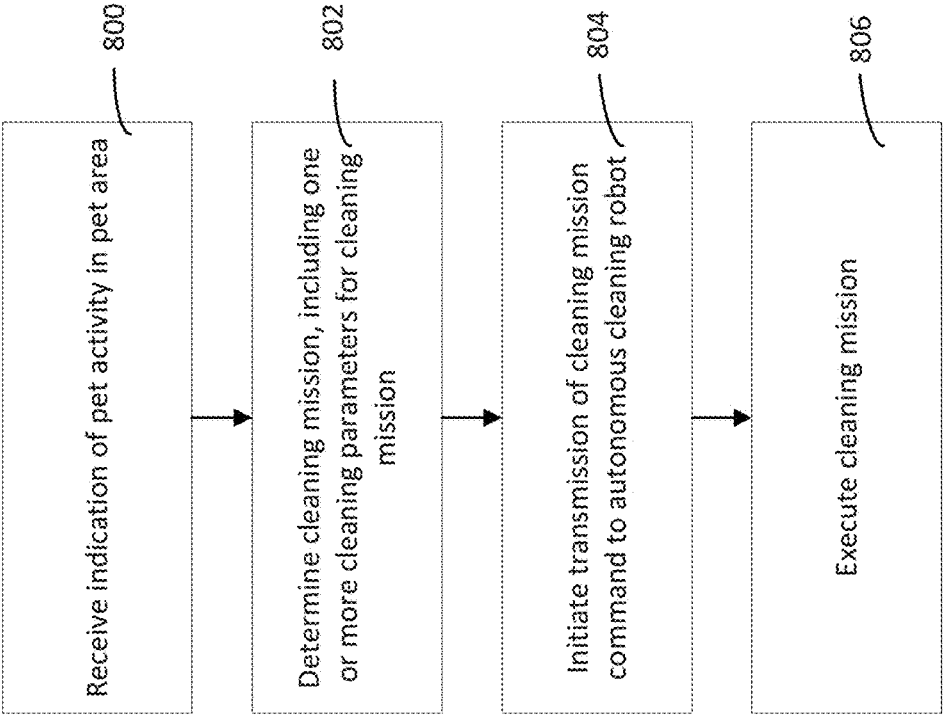 Receive indication of pet activity in pet area
800
Determine cleaning mission, including one
or more cleaning parameters for cleaning
mission
802
Initiate transmission of cleaning mission
command to autonomous cleaning robot
804
Execute cleaning mission
806